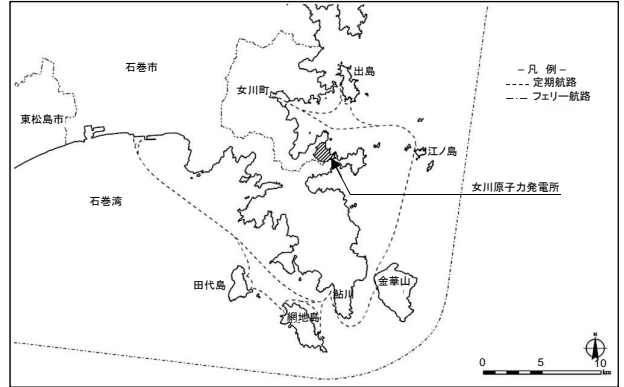 石巻市
出島
－凡 例－
定期航路
フェリー航路
女川町
東松島市
江ノ島
女川原子力発電所
石巻湾
田代島
鮎川
金華山
網地島
N
0 5 10
km